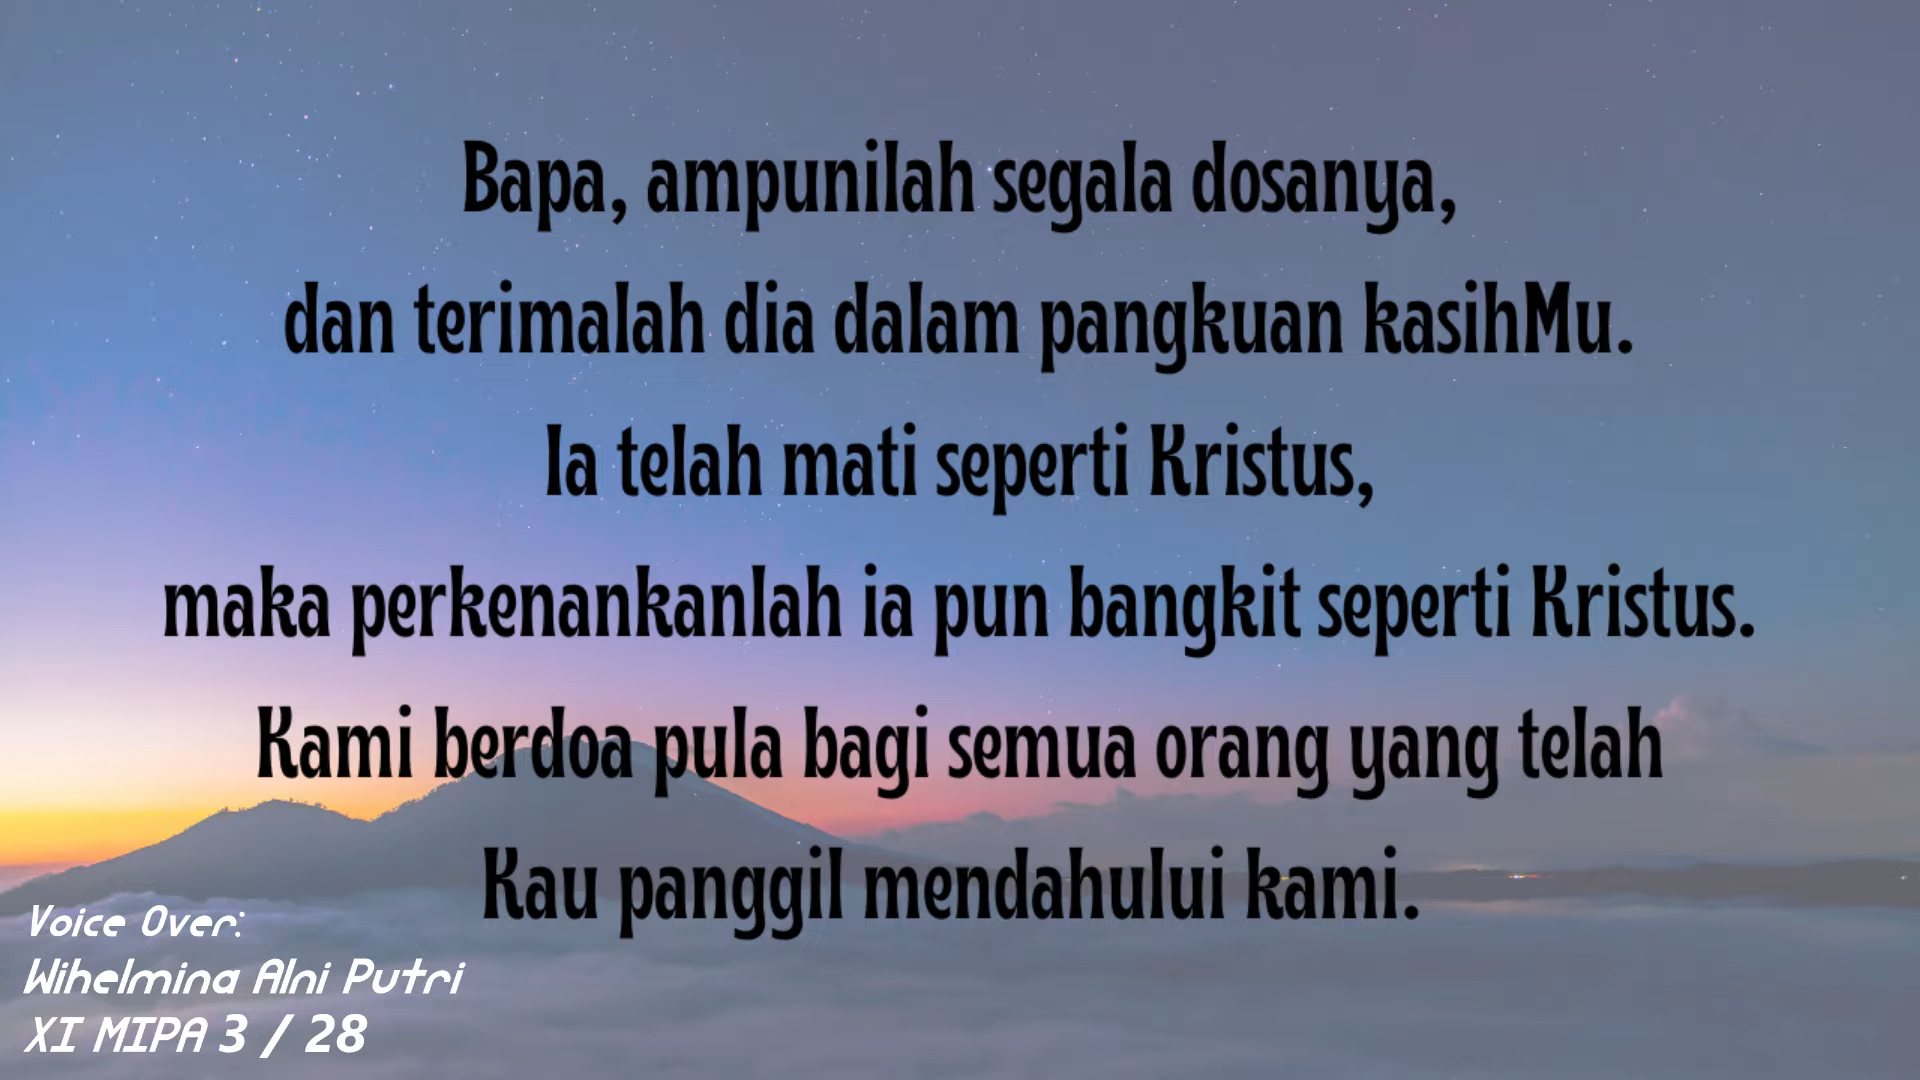 Bapa, ampunilah segala dosanya,
dan terimalah dia dalam pangkuan kasihMu.
Ia telah mati seperti Kristus,
maka perkenankanlah ia pun bangkit seperti Kristus.
Kami berdoa pula bagi semua orang yang telah
Kau panggil mendahului kami.
Voice Over:
Wihelmina Alni Putri
XI MIPA 3 / 28